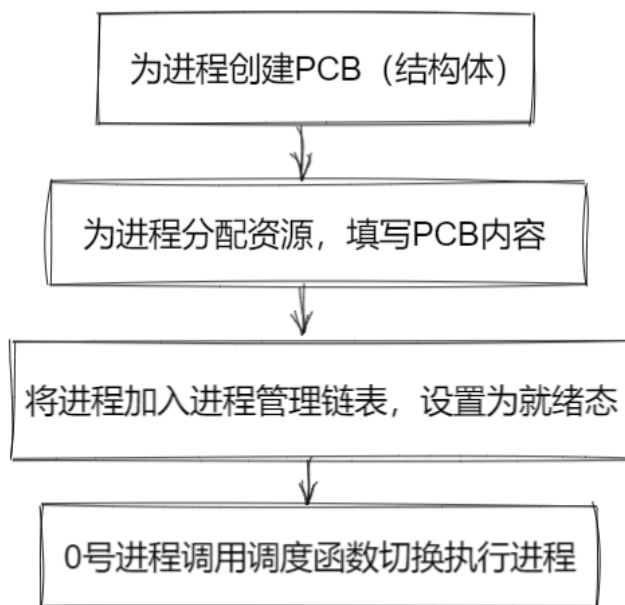 为进程创建PCB（结构体）
为进程分配资源，填写PCB内容
将进程加入进程管理链表，设置为就绪态
0号进程调用调度函数切换执行进程